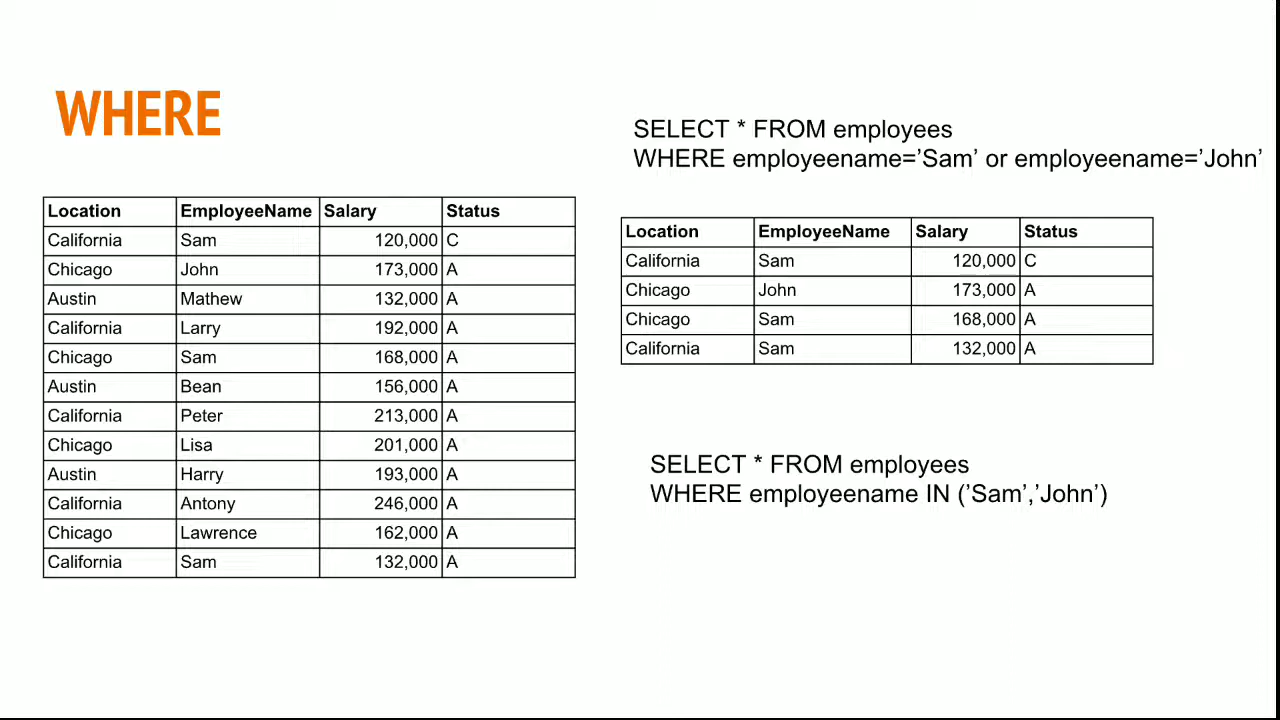 WHERE
SELECT * FROM employees
WHERE employeename=’Sam’ or employeename=’John’
Location EmployeeName Salary Status
California Sam 120,000 C
Chicago John 173,000 A
Austin Mathew 132,000 A
California Larry 192,000 A
Chicago Sam 168,000 A
Austin Bean 156,000 A
California Peter 213,000 A
Chicago Lisa 201,000 A
Austin Harry 193,000 A
California Antony 246,000 A
Chicago Lawrence 162,000 A
California Sam 132,000 A
Location EmployeeName Salary Status
California Sam 120,000 C
Chicago John 173,000 A
Chicago Sam 168,000 A
California Sam 132,000 A
SELECT * FROM employees
WHERE employeename IN (’Sam’,’John’)